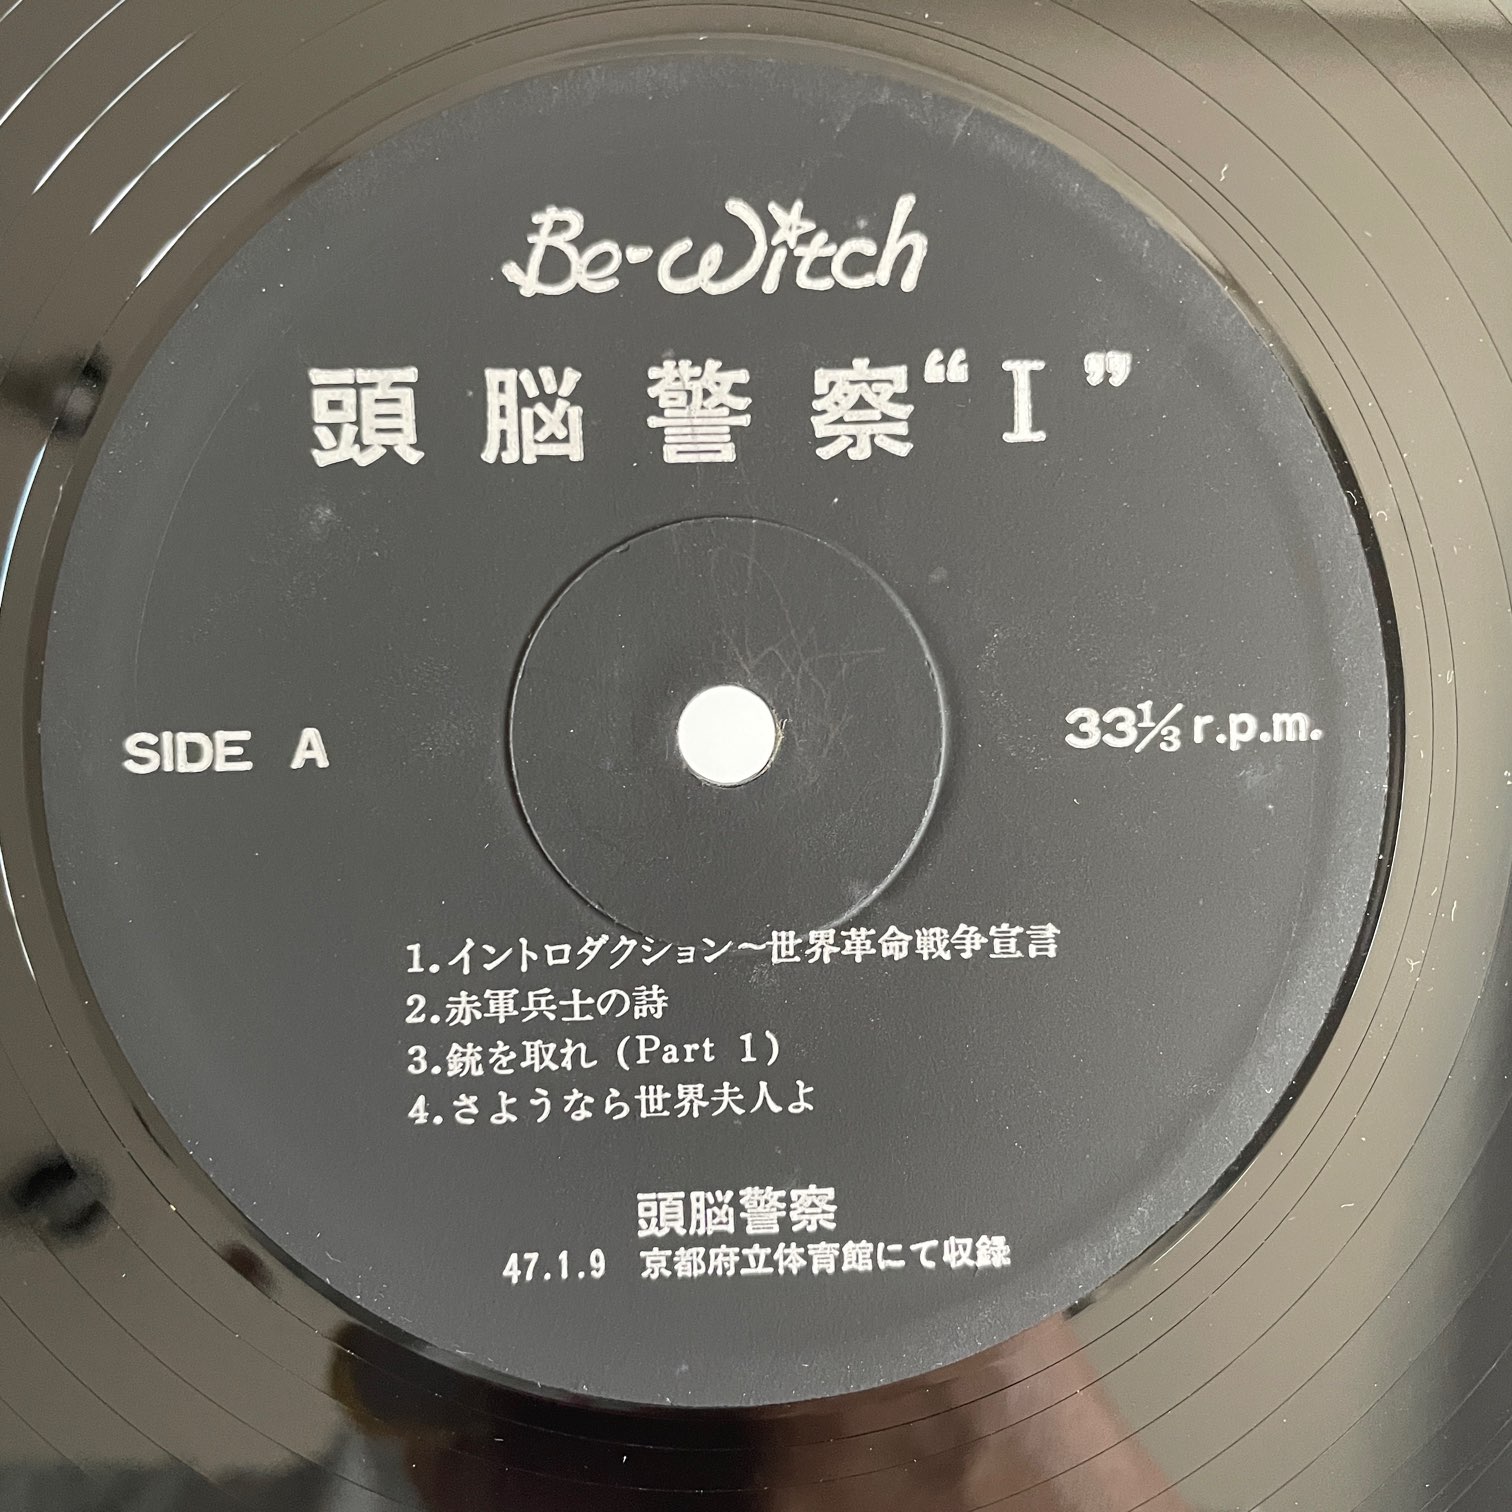 Be-Witch
頭脳警察“I”
SIDE A
33⅓ r.p.m.
1.イントロダクション〜世界革命戦争宣言
2.赤軍兵士の詩
3.銃を取れ (Part 1)
4.さようなら世界夫人よ
頭脳警察
47.1.9 京都府立体育館にて収録